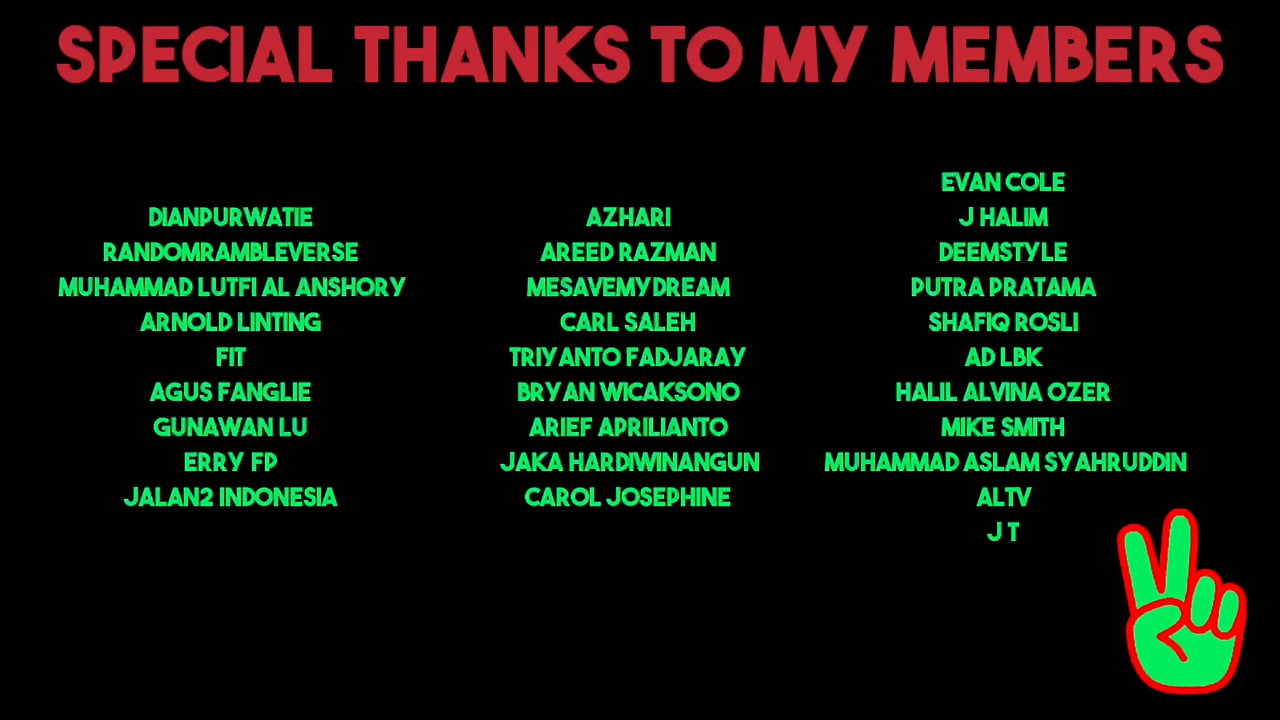 SPECIAL THANKS TO MY MEMBERS
DIANPURWATIE
RANDOMRAMBLEVERSE
MUHAMMAD LUTFI AL ANSHORY
ARNOLD LINTING
FIT
AGUS FANGLIE
GUNAWAN LU
ERRY FP
JALAN2 INDONESIA
AZHARI
AREED RAZMAN
MESAVEMYDREAM
CARL SALEH
TRIYANTO FADJARAY
BRYAN WICAKSONO
ARIEF APRILIANTO
JAKA HARDIWINANGUN
CAROL JOSEPHINE
EVAN COLE
J HALIM
DEEMSTYLE
PUTRA PRATAMA
SHAFIQ ROSLI
AD LBK
HALIL ALVINA OZER
MIKE SMITH
MUHAMMAD ASLAM SYAHRUDDIN
ALTV
J T